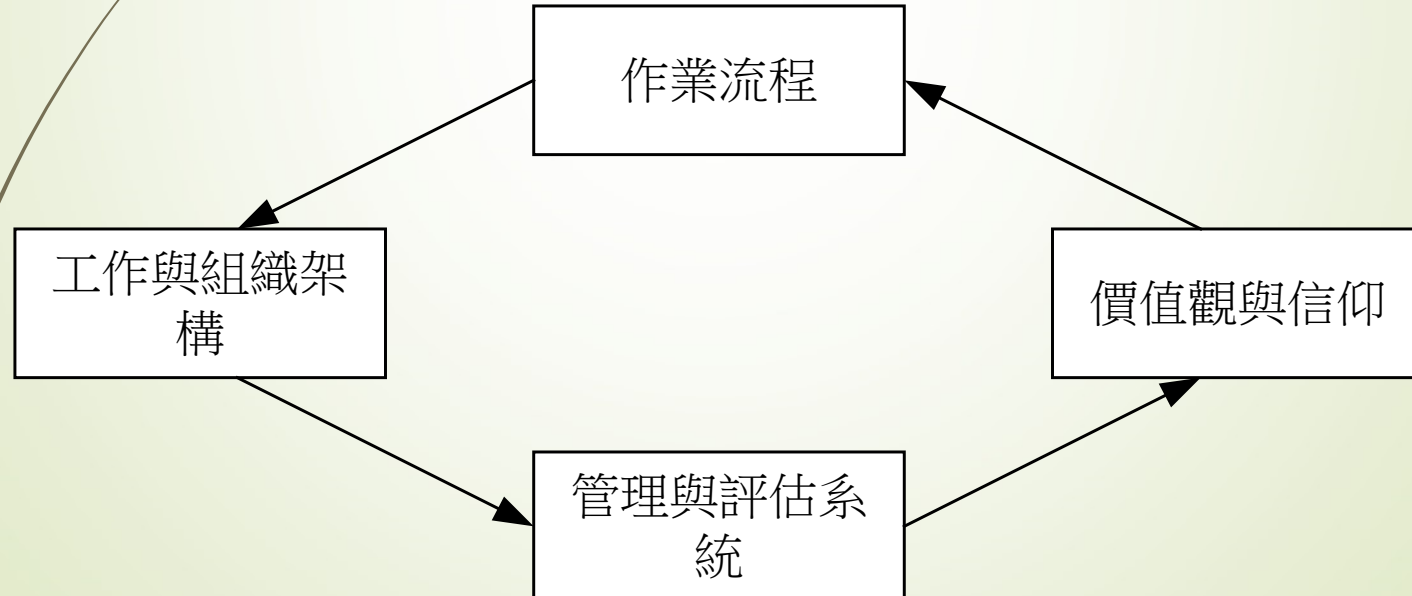 作業流程
工作與組織架
構
價值觀與信仰
管理與評估系
統